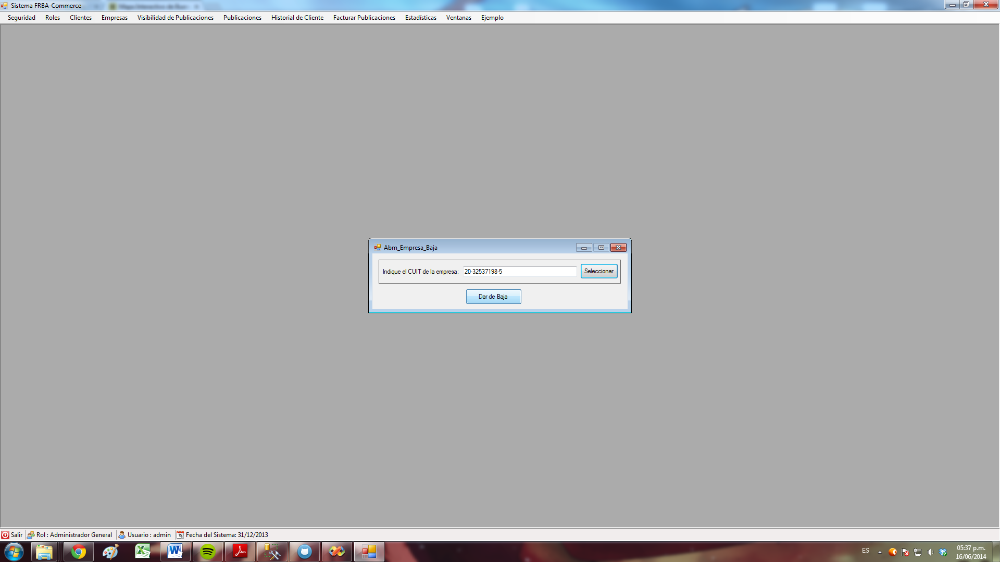 Sistema FRBA-Commerce
Seguridad Roles Clientes Empresas Visibilidad de Publicaciones Publicaciones Historial de Cliente Facturar Publicaciones Estadísticas Ventanas Ejemplo
Abm_Empresa_Baja
Indique el CUIT de la empresa: 20-32537198-5 Seleccionar
Dar de Baja
Salir Rol : Administrador General Usuario : admin 15 Fecha del Sistema: 31/12/2013
ES 05:37 p.m.
16/06/2014